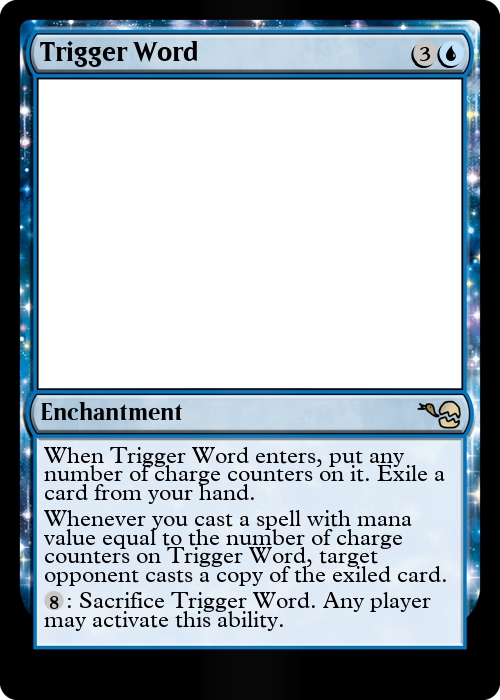 Trigger Word 3
Enchantment
When Trigger Word enters, put any
number of charge counters on it. Exile a
card from your hand.
Whenever you cast a spell with mana
value equal to the number of charge
counters on Trigger Word, target
opponent casts a copy of the exiled card.
8: Sacrifice Trigger Word. Any player
may activate this ability.